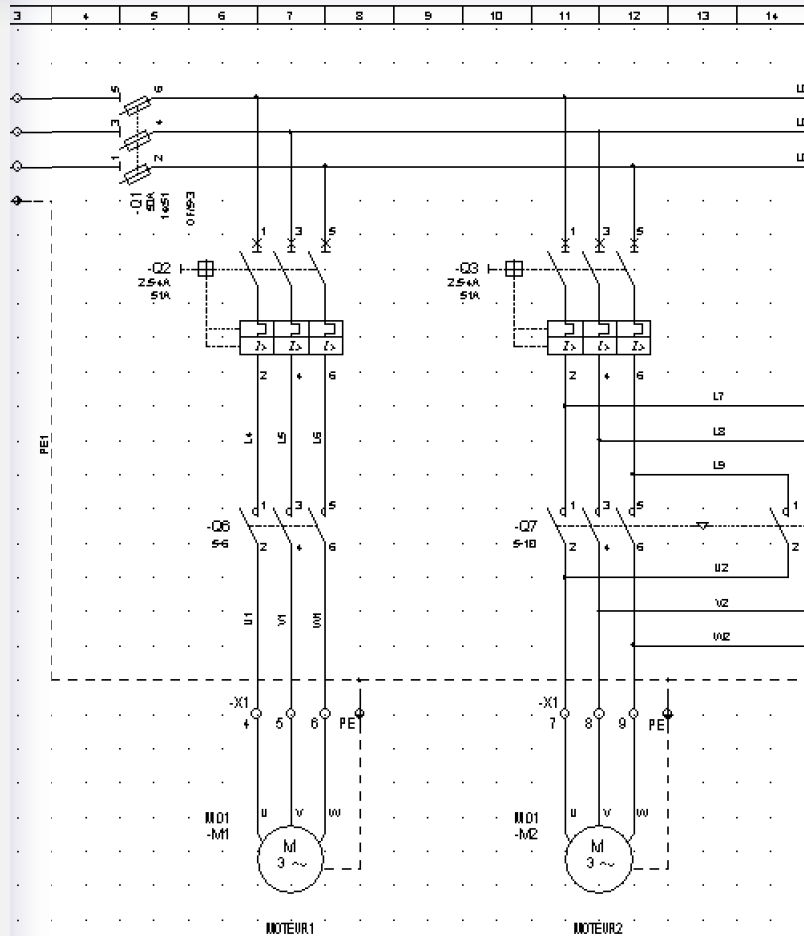 3 4 5 6 7 8 9 10 11 12 13 14
5 6
3 4
1 2
-Q1
50A
14x51
1 3 5
-Q2
2.5-4A
51A
I> I> I>
2 4 6
1 3 5
-Q3
2.5-4A
51A
I> I> I>
2 4 6
L7
L8
L9
PE1
L4 L5 L6
-Q6
5-6
1 3 5
2 4 6
-Q7
5-10
1 3 5
2 4 6
1
2
U2
V2
W2
U1 V1 W1
-X1
4 5 6 PE
-X1
7 8 9 PE
M01
-M1
U V W
M
3 ~
M01
-M2
U V W
M
3 ~
MOTEUR1
MOTEUR2